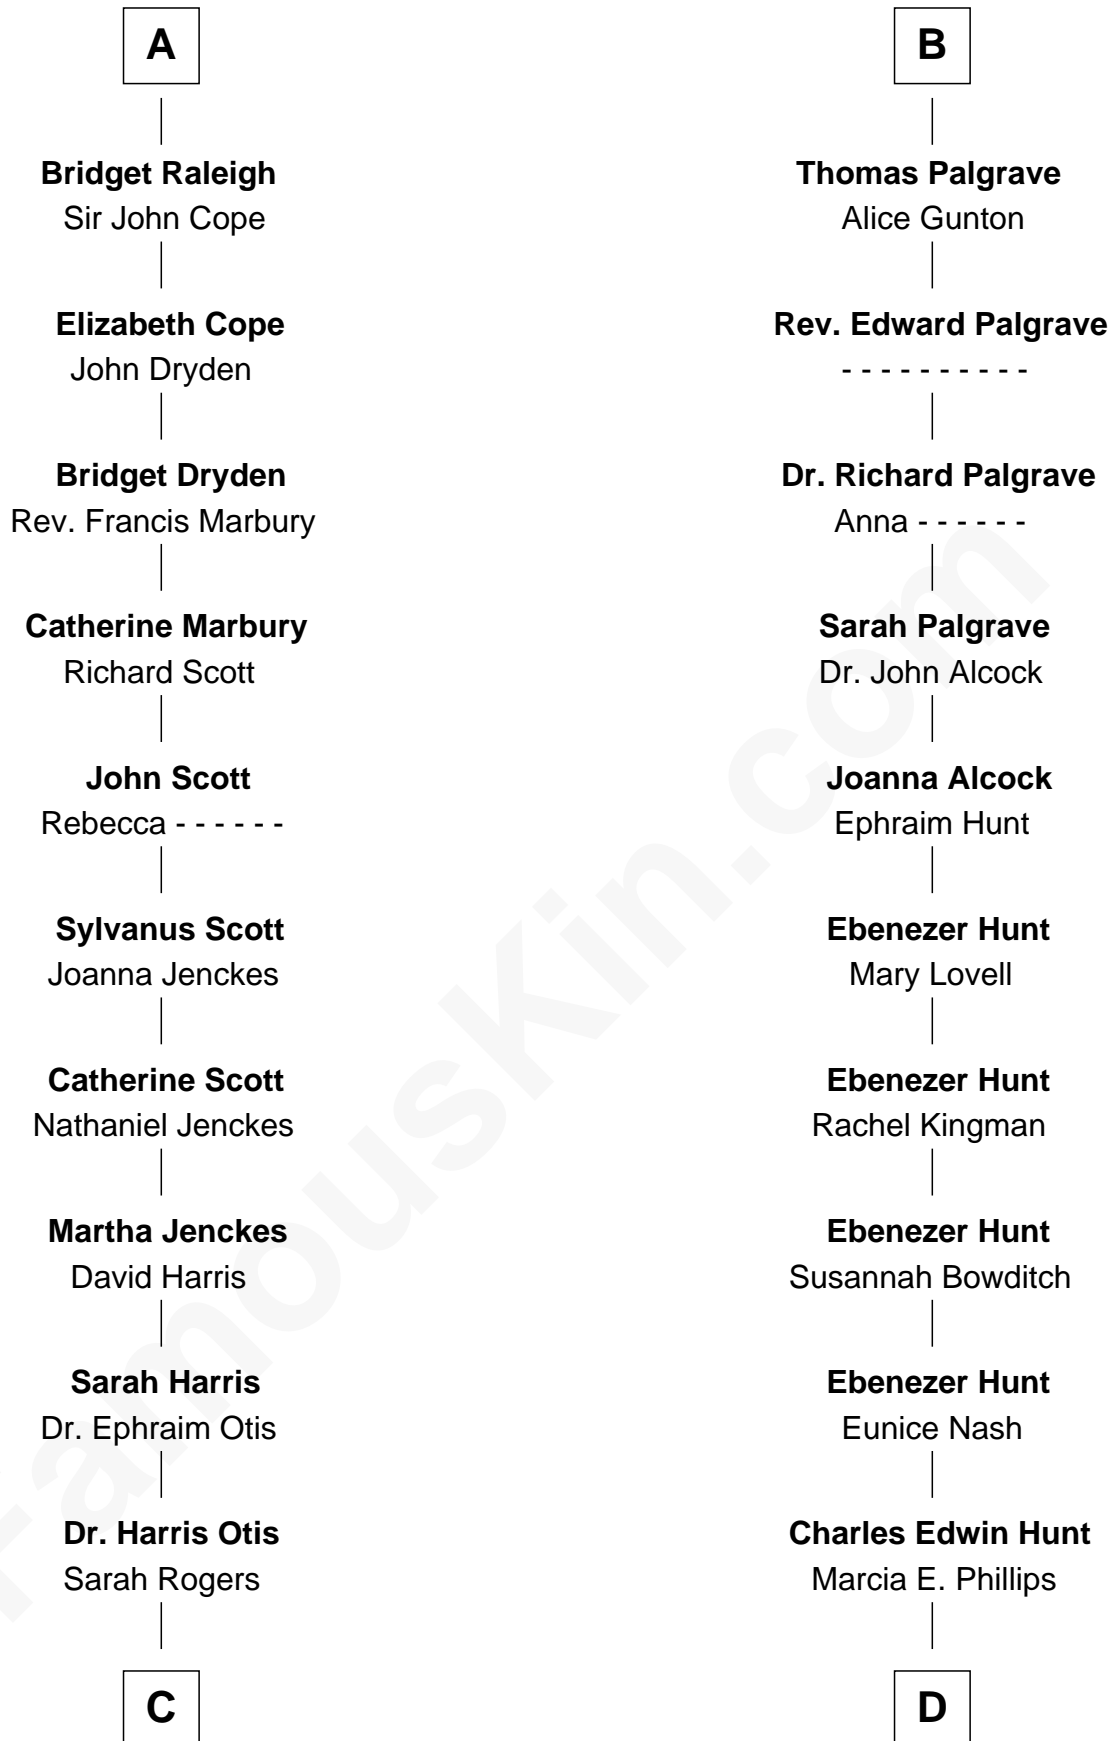 A
Bridget Raleigh
Sir John Cope
Elizabeth Cope
John Dryden
Bridget Dryden
Rev. Francis Marbury
Catherine Marbury
Richard Scott
John Scott
Rebecca - - - - - -
Sylvanus Scott
Joanna Jenckes
Catherine Scott
Nathaniel Jenckes
Martha Jenckes
David Harris
Sarah Harris
Dr. Ephraim Otis
Dr. Harris Otis
Sarah Rogers
C
B
Thomas Palgrave
Alice Gunton
Rev. Edward Palgrave
- - - - - - - - - -
Dr. Richard Palgrave
Anna - - - - - -
Sarah Palgrave
Dr. John Alcock
Joanna Alcock
Ephraim Hunt
Ebenezer Hunt
Mary Lovell
Ebenezer Hunt
Rachel Kingman
Ebenezer Hunt
Susannah Bowditch
Ebenezer Hunt
Eunice Nash
Charles Edwin Hunt
Marcia E. Phillips
D
FamousKin.com